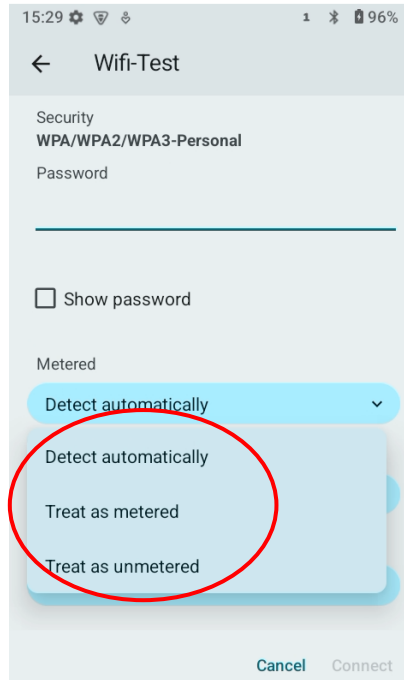 15:29 1 96%
Wifi-Test
Security
WPA/WPA2/WPA3-Personal
Password
Show password
Metered
Detect automatically
Detect automatically
Treat as metered
Treat as unmetered
Cancel Connect